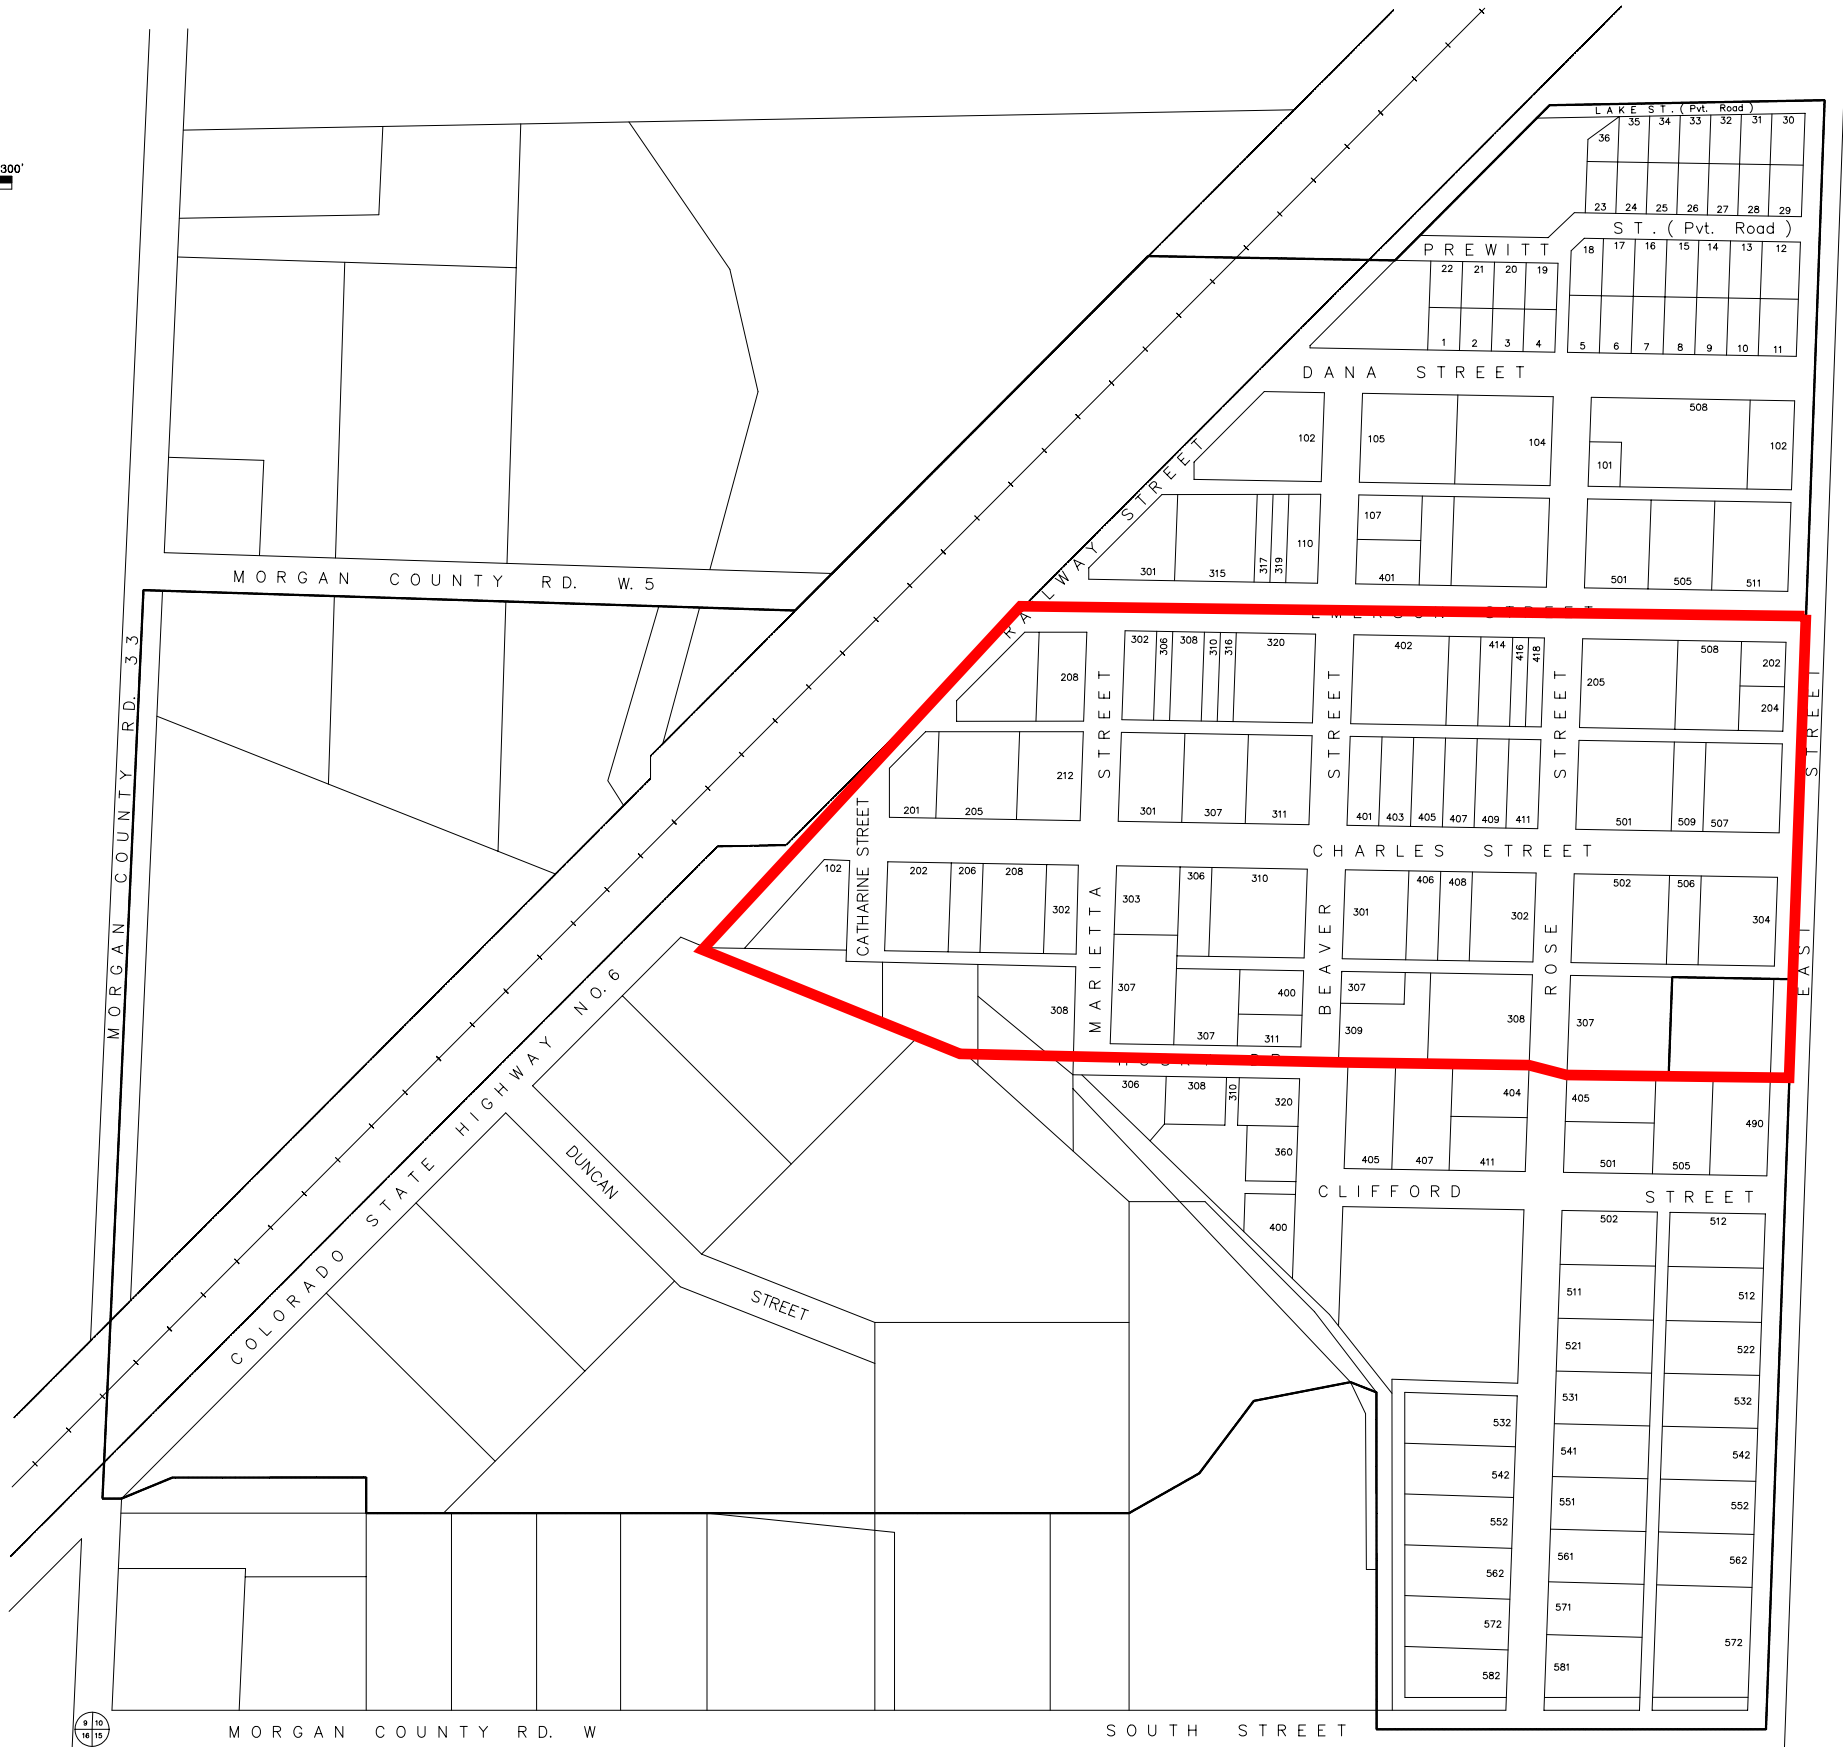 300'
LAKE ST. (Pvt. Road)
36 35 34 33 32 31 30
23 24 25 26 27 28 29
PREWITT ST. (Pvt. Road)
18 17 16 15 14 13 12
22 21 20 19
1 2 3 4
5 6 7 8 9 10 11
DANA STREET
102 105 104 508
101 102
107
301 315 317 319 110 401 501 505 511
RAILWAY STREET
MORGAN COUNTY RD. W.5
MORGAN COUNTY RD. 33
STREET
208 302 306 308 310 316 320
402 414 416 418
205 508 202
204
STREET STREET STREET
201 205 212 301 307 311
401 403 405 407 409 411
501 509 507
CHARLES STREET
CATHARINE STREET
102 202 206 208 302
303 306 310
301 406 408 302
502 506 304
MARIETTA
BEAVER
ROSE
EAST STREET
308 307 307 400 311
307 309 308 307
306 308 310 320
360
400
404 405 490
405 407 411 501 505
CLIFFORD STREET
COLORADO STATE HIGHWAY NO. 6
DUNCAN STREET
502 512
511 512
521 522
531 532
532
541 542
542
551 552
552
561 562
562
571 572
572
581
582
9 10
16 15
MORGAN COUNTY RD. W
SOUTH STREET